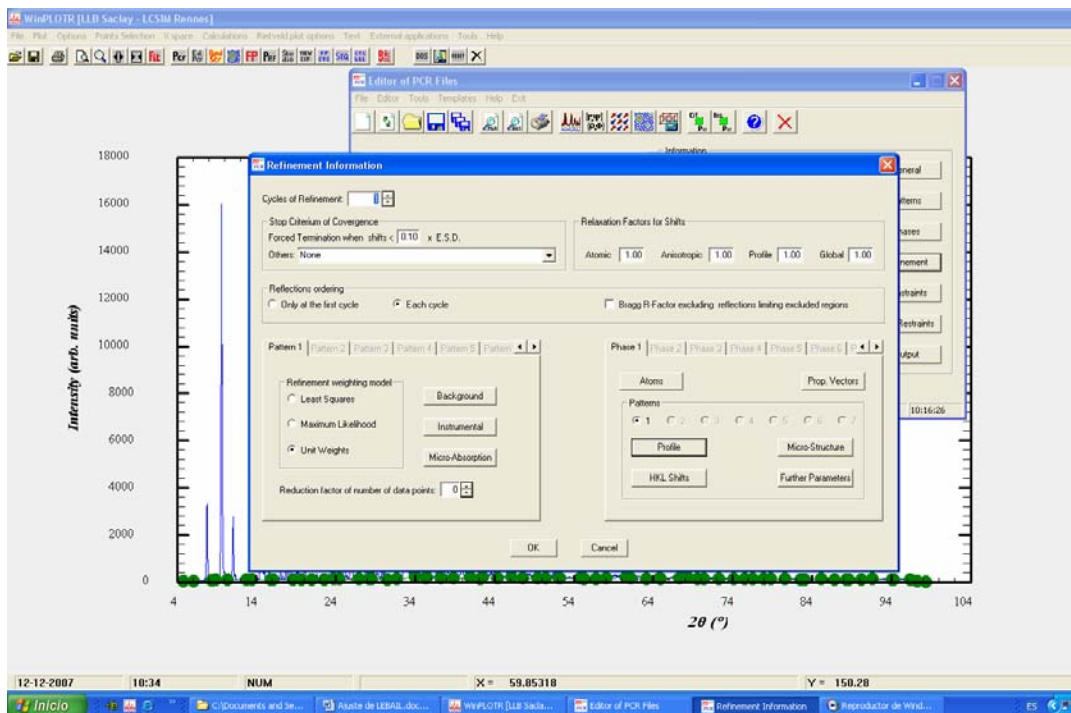 WinPLOTR [LLB Saclay - LCSIM Rennes]
File Plot Options Points Selection X space Calculations Rietveld plot options Text External applications Tools Help
Editor of PCR Files
File Editor Tools Templates Help Exit
Information
Refinement Information
Cycles of Refinement:
Stop Criterium of Covergence
Forced Termination when shifts < 0.10 x E.S.D.
Others: None
Relaxation Factors for Shifts
Atomic 1.00 Anisotropic 1.00 Profile 1.00 Global 1.00
Reflections ordering
Only at the first cycle Each cycle
Bragg R-Factor excluding reflections limiting excluded regions
Pattern 1 Pattern 2 Pattern 3 Pattern 4 Pattern 5 Pattern
Refinement weighting model
Least Squares
Maximum Likelihood
Unit Weights
Background
Instrumental
Micro-Absorption
Reduction factor of number of data points: 0
Phase 1 Phase 2 Phase 3 Phase 4 Phase 5 Phase 6 P
Atoms Prop. Vectors
Patterns
1 2 3 4 5 6 7
Profile Micro-Structure
HKL Shifts Further Parameters
OK Cancel
10:16:26
18000
16000
14000
12000
10000
8000
6000
4000
2000
0
Intensity (arb. units)
4 14 24 34 44 54 64 74 84 94 104
2θ (°)
12-12-2007 10:34 NUM X = 59.85318 Y = 150.28
Inicio C:\Documents and Se... Ajuste de LEBAIL.doc... WinPLOTR [LLB Sacla... Editor of PCR Files Refinement Information Reproductor de Wind... ES